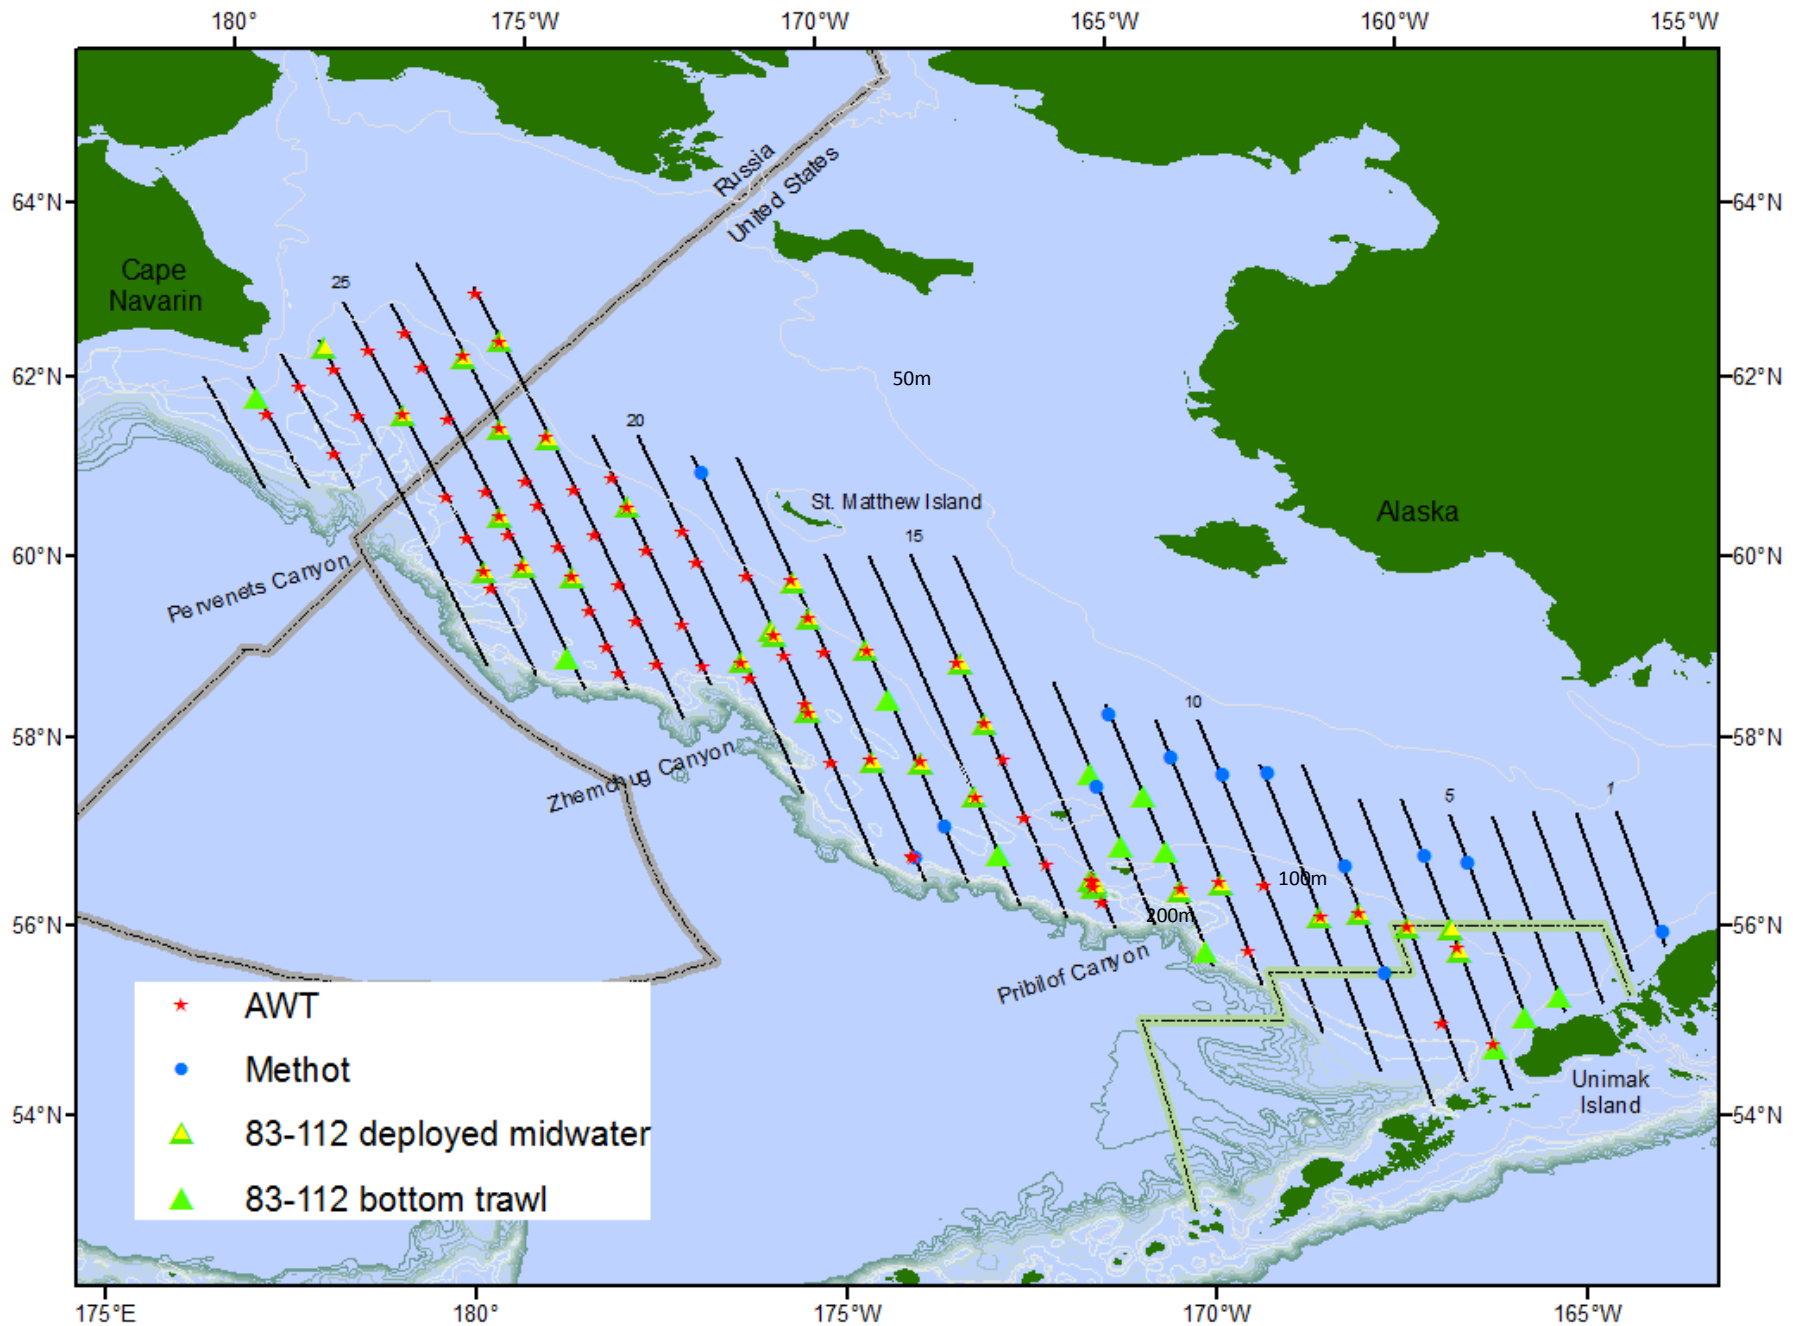 180° 175°W 170°W 165°W 160°W 155°W
Russia
United States
64°N 64°N
Cape
Navarin
25
62°N 62°N
50m
20
St. Matthew Island
Alaska
15
60°N 60°N
Pervenets Canyon
10
58°N 58°N
Zhemchug Canyon
5
1
100m
200m
56°N 56°N
Pribilof Canyon
AWT
Methot
83-112 deployed midwater
83-112 bottom trawl
Unimak
Island
54°N 54°N
175°E 180° 175°W 170°W 165°W